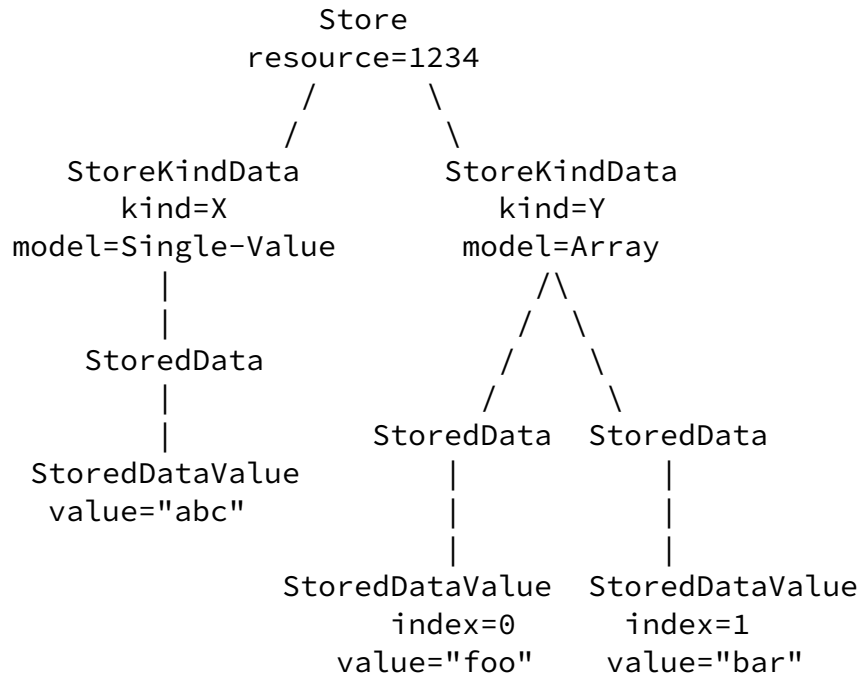 Store
resource=1234
/ \
/ \
StoreKindData StoreKindData
kind=X kind=Y
model=Single-Value model=Array
| /\
| / \
StoredData / \
| / \
| StoredData StoredData
StoredDataValue | |
value="abc" | |
| |
StoredDataValue StoredDataValue
index=0 index=1
value="foo" value="bar"